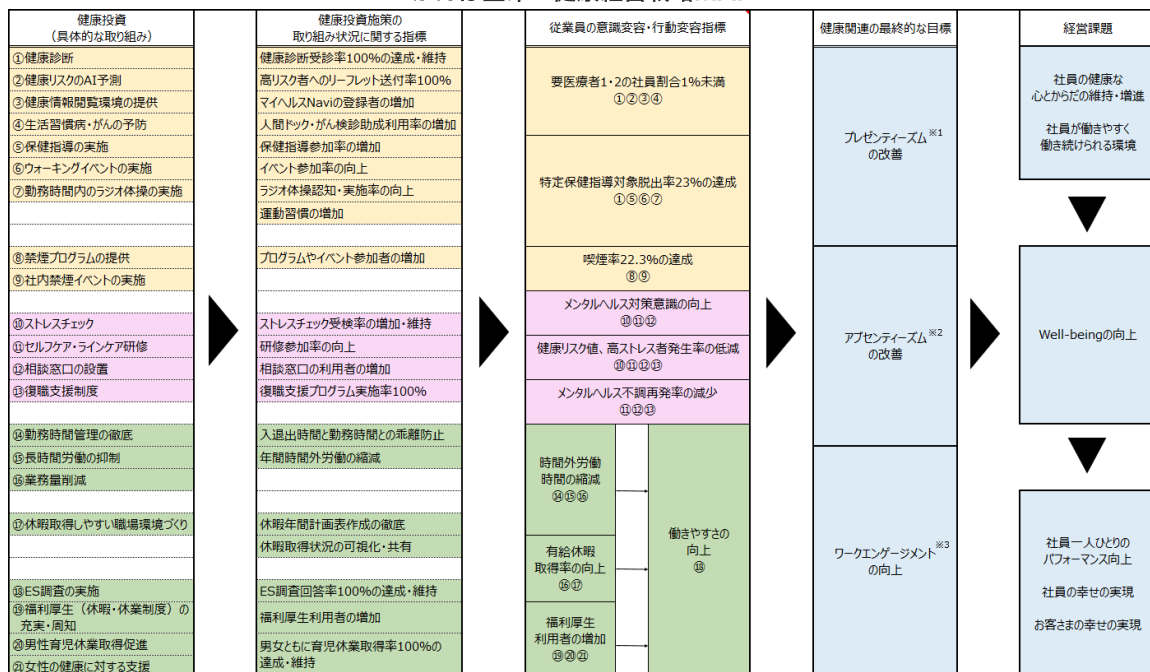 健康投資
(具体的な取り組み)
①健康診断
②健康リスクのAI予測
③健康情報閲覧環境の提供
④生活習慣病・がんの予防
⑤保健指導の実施
⑥ウォーキングイベントの実施
⑦勤務時間内のラジオ体操の実施
⑧禁煙プログラムの提供
⑨社内禁煙イベントの実施
⑩ストレスチェック
⑪セルフケア・ラインケア研修
⑫相談窓口の設置
⑬復職支援制度
⑭勤務時間管理の徹底
⑮長時間労働の抑制
⑯業務量削減
⑰休暇取得しやすい職場環境づくり
⑱ES調査の実施
⑲福利厚生(休暇・休業制度)の
充実・周知
⑳男性育児休業取得促進
㉑女性の健康に対する支援
健康投資施策の
取り組み状況に関する指標
健康診断受診率100%の達成・維持
高リスク者へのリーフレット送付率100%
マイヘルスNaviの登録者の増加
人間ドック・がん検診助成利用率の増加
保健指導参加率の増加
イベント参加率の向上
ラジオ体操認知・実施率の向上
運動習慣の増加
プログラムやイベント参加者の増加
ストレスチェック受検率の増加・維持
研修参加率の向上
相談窓口の利用者の増加
復職支援プログラム実施率100%
入退出時間と勤務時間との乖離防止
年間時間外労働の縮減
休暇年間計画表作成の徹底
休暇取得状況の可視化・共有
ES調査回答率100%の達成・維持
福利厚生利用者の増加
男女ともに育児休業取得率100%の
達成・維持
従業員の意識変容・行動変容指標
要医療者1・2の社員割合1%未満
①②③④
特定保健指導対象脱出率23%の達成
①⑤⑥⑦
喫煙率22.3%の達成
⑧⑨
メンタルヘルス対策意識の向上
⑩⑪⑫
健康リスク値、高ストレス者発生率の低減
⑩⑪⑫⑬
メンタルヘルス不調再発率の減少
⑪⑫⑬
時間外労働
時間の縮減
⑭⑮⑯
有給休暇
取得率の向上
⑯⑰
福利厚生
利用者の増加
⑲⑳㉑
働きやすさの
向上
⑱
健康関連の最終的な目標
プレゼンティーズム※1
の改善
アブセンティーズム※2
の改善
ワークエンゲージメント※3
の向上
経営課題
社員の健康な
心とからだの維持・増進
社員が働きやすく
働き続けられる環境
Well-beingの向上
社員一人ひとりの
パフォーマンス向上
社員の幸せの実現
お客さまの幸せの実現